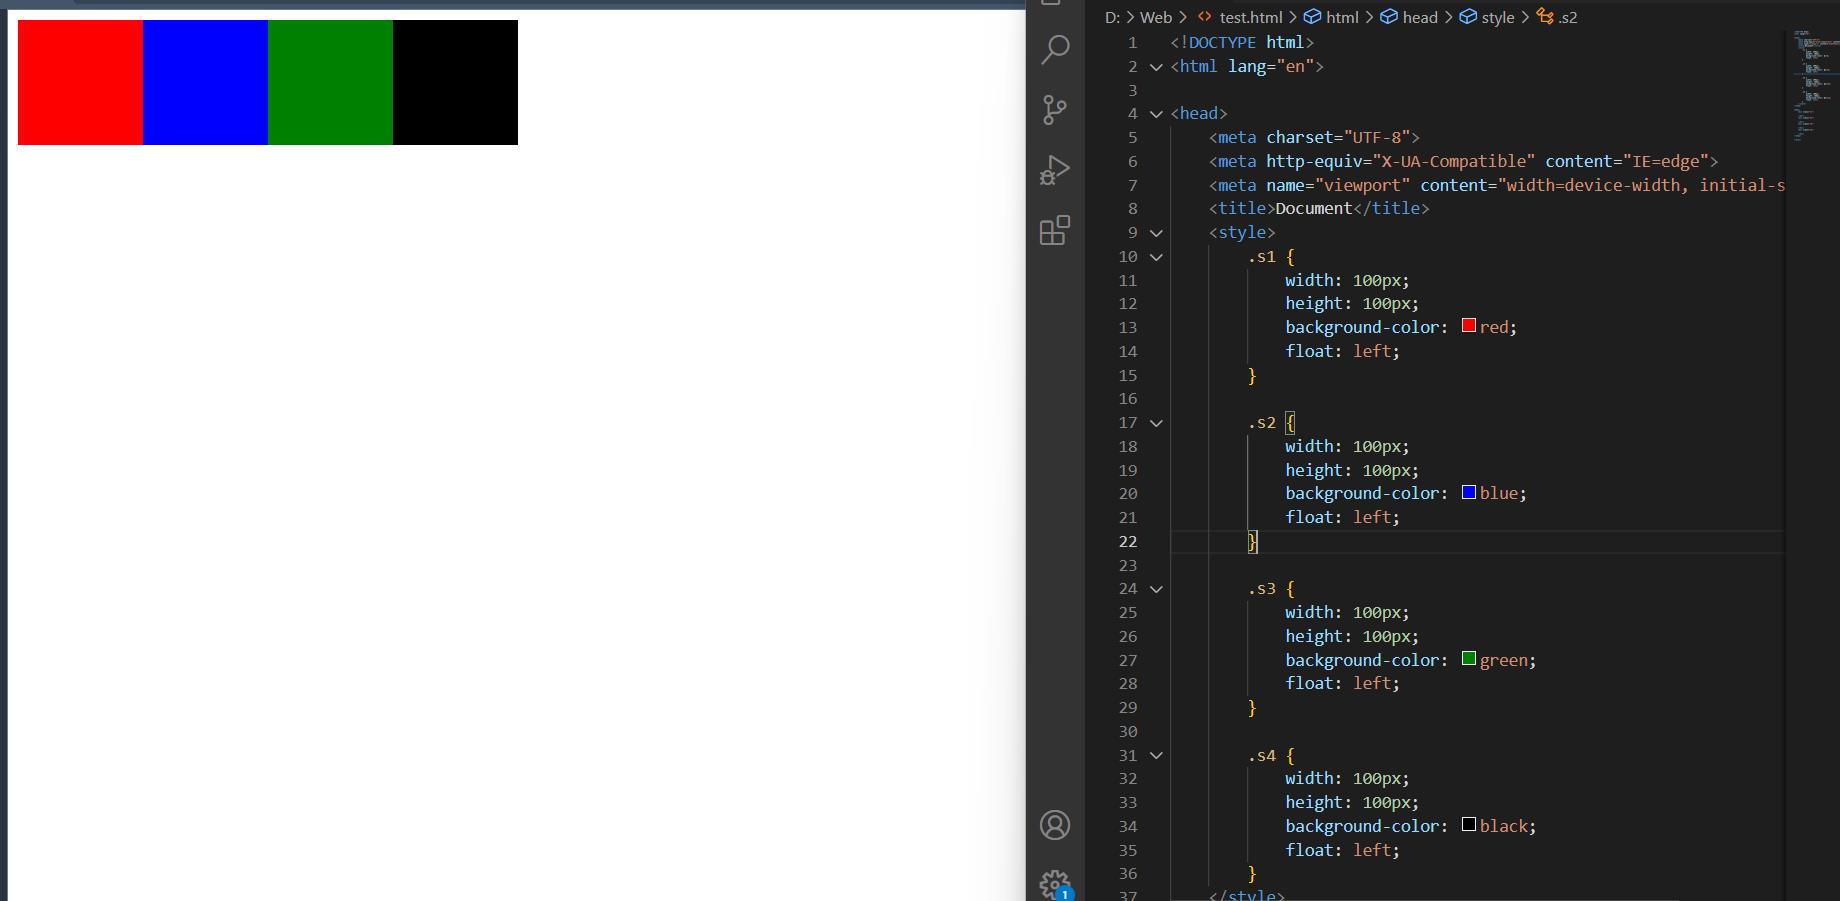 D: > Web > test.html > html > head > style > .s2
1 <!DOCTYPE html>
2 <html lang="en">
3
4 <head>
5 <meta charset="UTF-8">
6 <meta http-equiv="X-UA-Compatible" content="IE=edge">
7 <meta name="viewport" content="width=device-width, initial-s
8 <title>Document</title>
9 <style>
10 .s1 {
11 width: 100px;
12 height: 100px;
13 background-color: red;
14 float: left;
15 }
16
17 .s2 {
18 width: 100px;
19 height: 100px;
20 background-color: blue;
21 float: left;
22 }
23
24 .s3 {
25 width: 100px;
26 height: 100px;
27 background-color: green;
28 float: left;
29 }
30
31 .s4 {
32 width: 100px;
33 height: 100px;
34 background-color: black;
35 float: left;
36 }
37 </style>
1